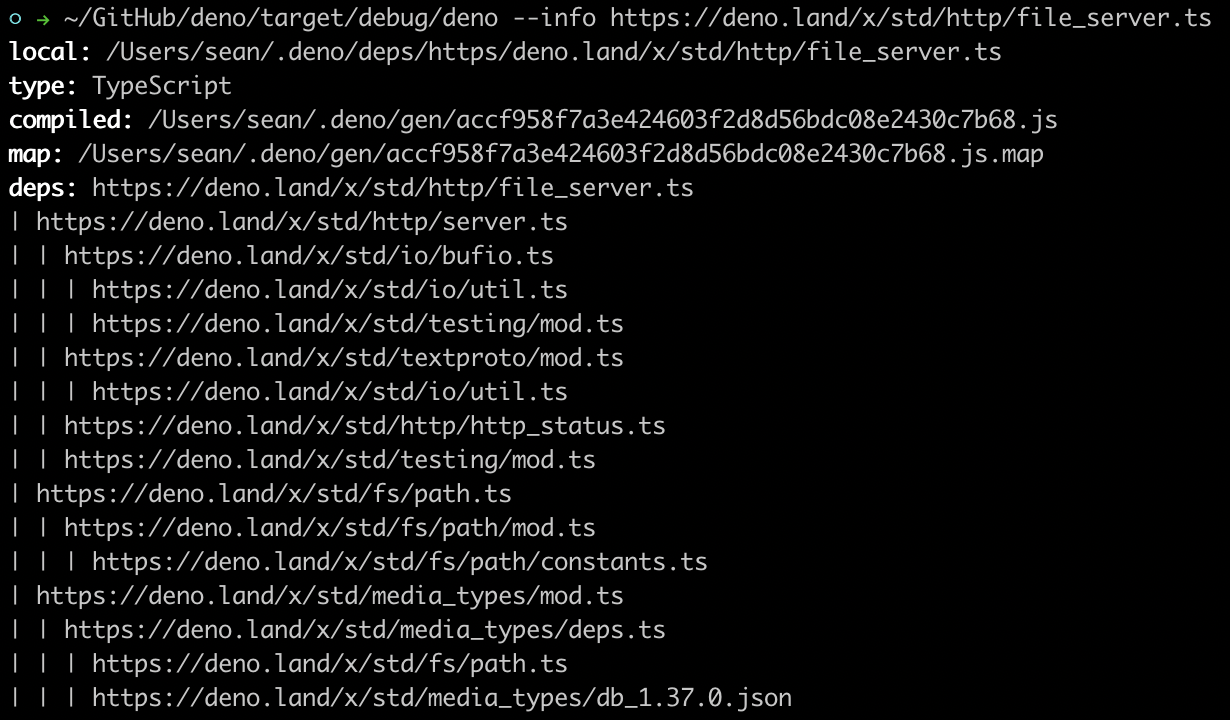 ○ → ~/GitHub/deno/target/debug/deno --info https://deno.land/x/std/http/file_server.ts
local: /Users/sean/.deno/deps/https/deno.land/x/std/http/file_server.ts
type: TypeScript
compiled: /Users/sean/.deno/gen/accf958f7a3e424603f2d8d56bdc08e2430c7b68.js
map: /Users/sean/.deno/gen/accf958f7a3e424603f2d8d56bdc08e2430c7b68.js.map
deps: https://deno.land/x/std/http/file_server.ts
| https://deno.land/x/std/http/server.ts
| | https://deno.land/x/std/io/bufio.ts
| | | https://deno.land/x/std/io/util.ts
| | | https://deno.land/x/std/testing/mod.ts
| | https://deno.land/x/std/textproto/mod.ts
| | | https://deno.land/x/std/io/util.ts
| | https://deno.land/x/std/http/http_status.ts
| | https://deno.land/x/std/testing/mod.ts
| https://deno.land/x/std/fs/path.ts
| | https://deno.land/x/std/fs/path/mod.ts
| | | https://deno.land/x/std/fs/path/constants.ts
| https://deno.land/x/std/media_types/mod.ts
| | https://deno.land/x/std/media_types/deps.ts
| | | https://deno.land/x/std/fs/path.ts
| | | https://deno.land/x/std/media_types/db_1.37.0.json